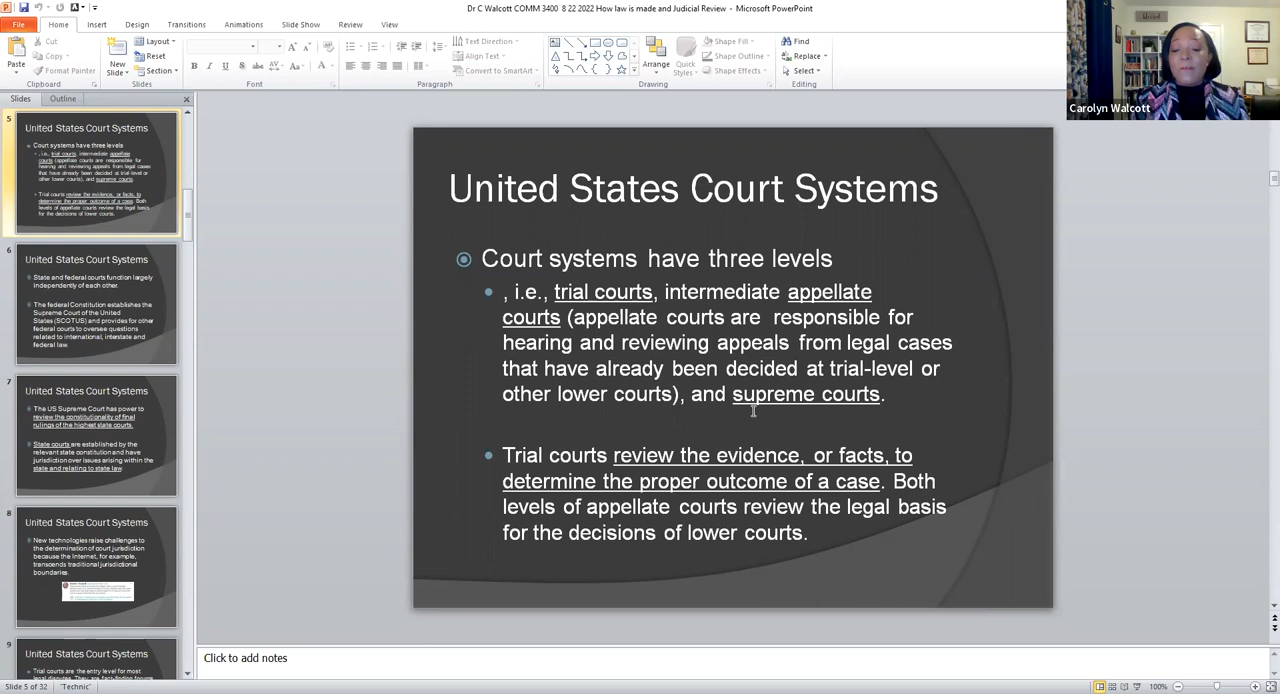 Dr C Walcott COMM 3400 8 22 2022 How law is made and Judicial Review - Microsoft PowerPoint
File Home Insert Design Transitions Animations Slide Show Review View
Paste
Cut
Copy
Format Painter
Clipboard
New Slide
Layout
Reset
Section
Slides
Font
Paragraph
Text Direction
Align Text
Convert to SmartArt
Arrange
Quick Styles
Shape Fill
Shape Outline
Shape Effects
Drawing
Find
Replace
Select
Editing
Carolyn Walcott
Slides Outline
5
United States Court Systems
Court systems have three levels
, i.e., trial courts, intermediate appellate
courts (appellate courts are responsible for
hearing and reviewing appeals from legal cases
that have already been decided at trial-level or
other lower courts), and supreme courts.
Trial courts review the evidence, or facts, to
determine the proper outcome of a case. Both
levels of appellate courts review the legal basis
for the decisions of lower courts.
6
United States Court Systems
State and federal courts function largely
independently of each other.
The federal Constitution establishes the
Supreme Court of the United
States (SCOTUS) and provides for other
federal courts to oversee questions
related to international, interstate and
federal law.
7
United States Court Systems
The US Supreme Court has power to
review the constitutionality of final
rulings of the highest state courts.
State courts are established by the
relevant state constitution and have
jurisdiction over issues arising within the
state and relating to state law.
8
United States Court Systems
New technologies raise challenges to
the determination of court jurisdiction
because the Internet, for example,
transcends traditional jurisdictional
boundaries.
9
United States Court Systems
Trial courts are the entry level for most
legal disputes. They are fact-finding forums
United States Court Systems
Court systems have three levels
, i.e., trial courts, intermediate appellate
courts (appellate courts are responsible for
hearing and reviewing appeals from legal cases
that have already been decided at trial-level or
other lower courts), and supreme courts.
Trial courts review the evidence, or facts, to
determine the proper outcome of a case. Both
levels of appellate courts review the legal basis
for the decisions of lower courts.
Click to add notes
Slide 5 of 32 "Technic" 100%